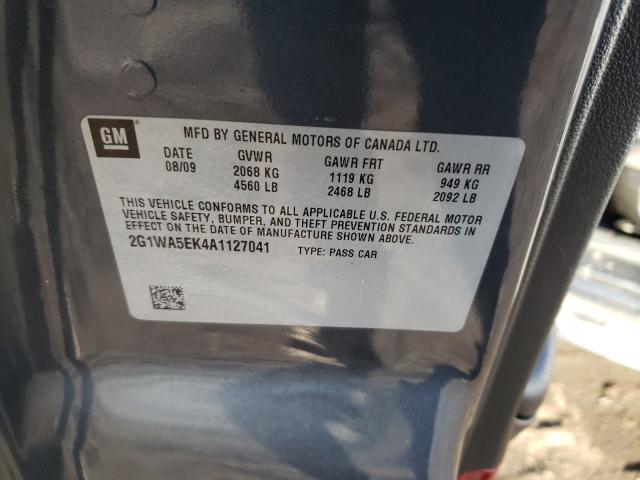 GM ®
MFD BY GENERAL MOTORS OF CANADA LTD.
DATE GVWR GAWR FRT GAWR RR
08/09 2068 KG 1119 KG 949 KG
4560 LB 2468 LB 2092 LB
THIS VEHICLE CONFORMS TO ALL APPLICABLE U.S. FEDERAL MOTOR
VEHICLE SAFETY, BUMPER, AND THEFT PREVENTION STANDARDS IN
EFFECT ON THE DATE OF MANUFACTURE SHOWN ABOVE.
2G1WA5EK4A1127041 TYPE: PASS CAR